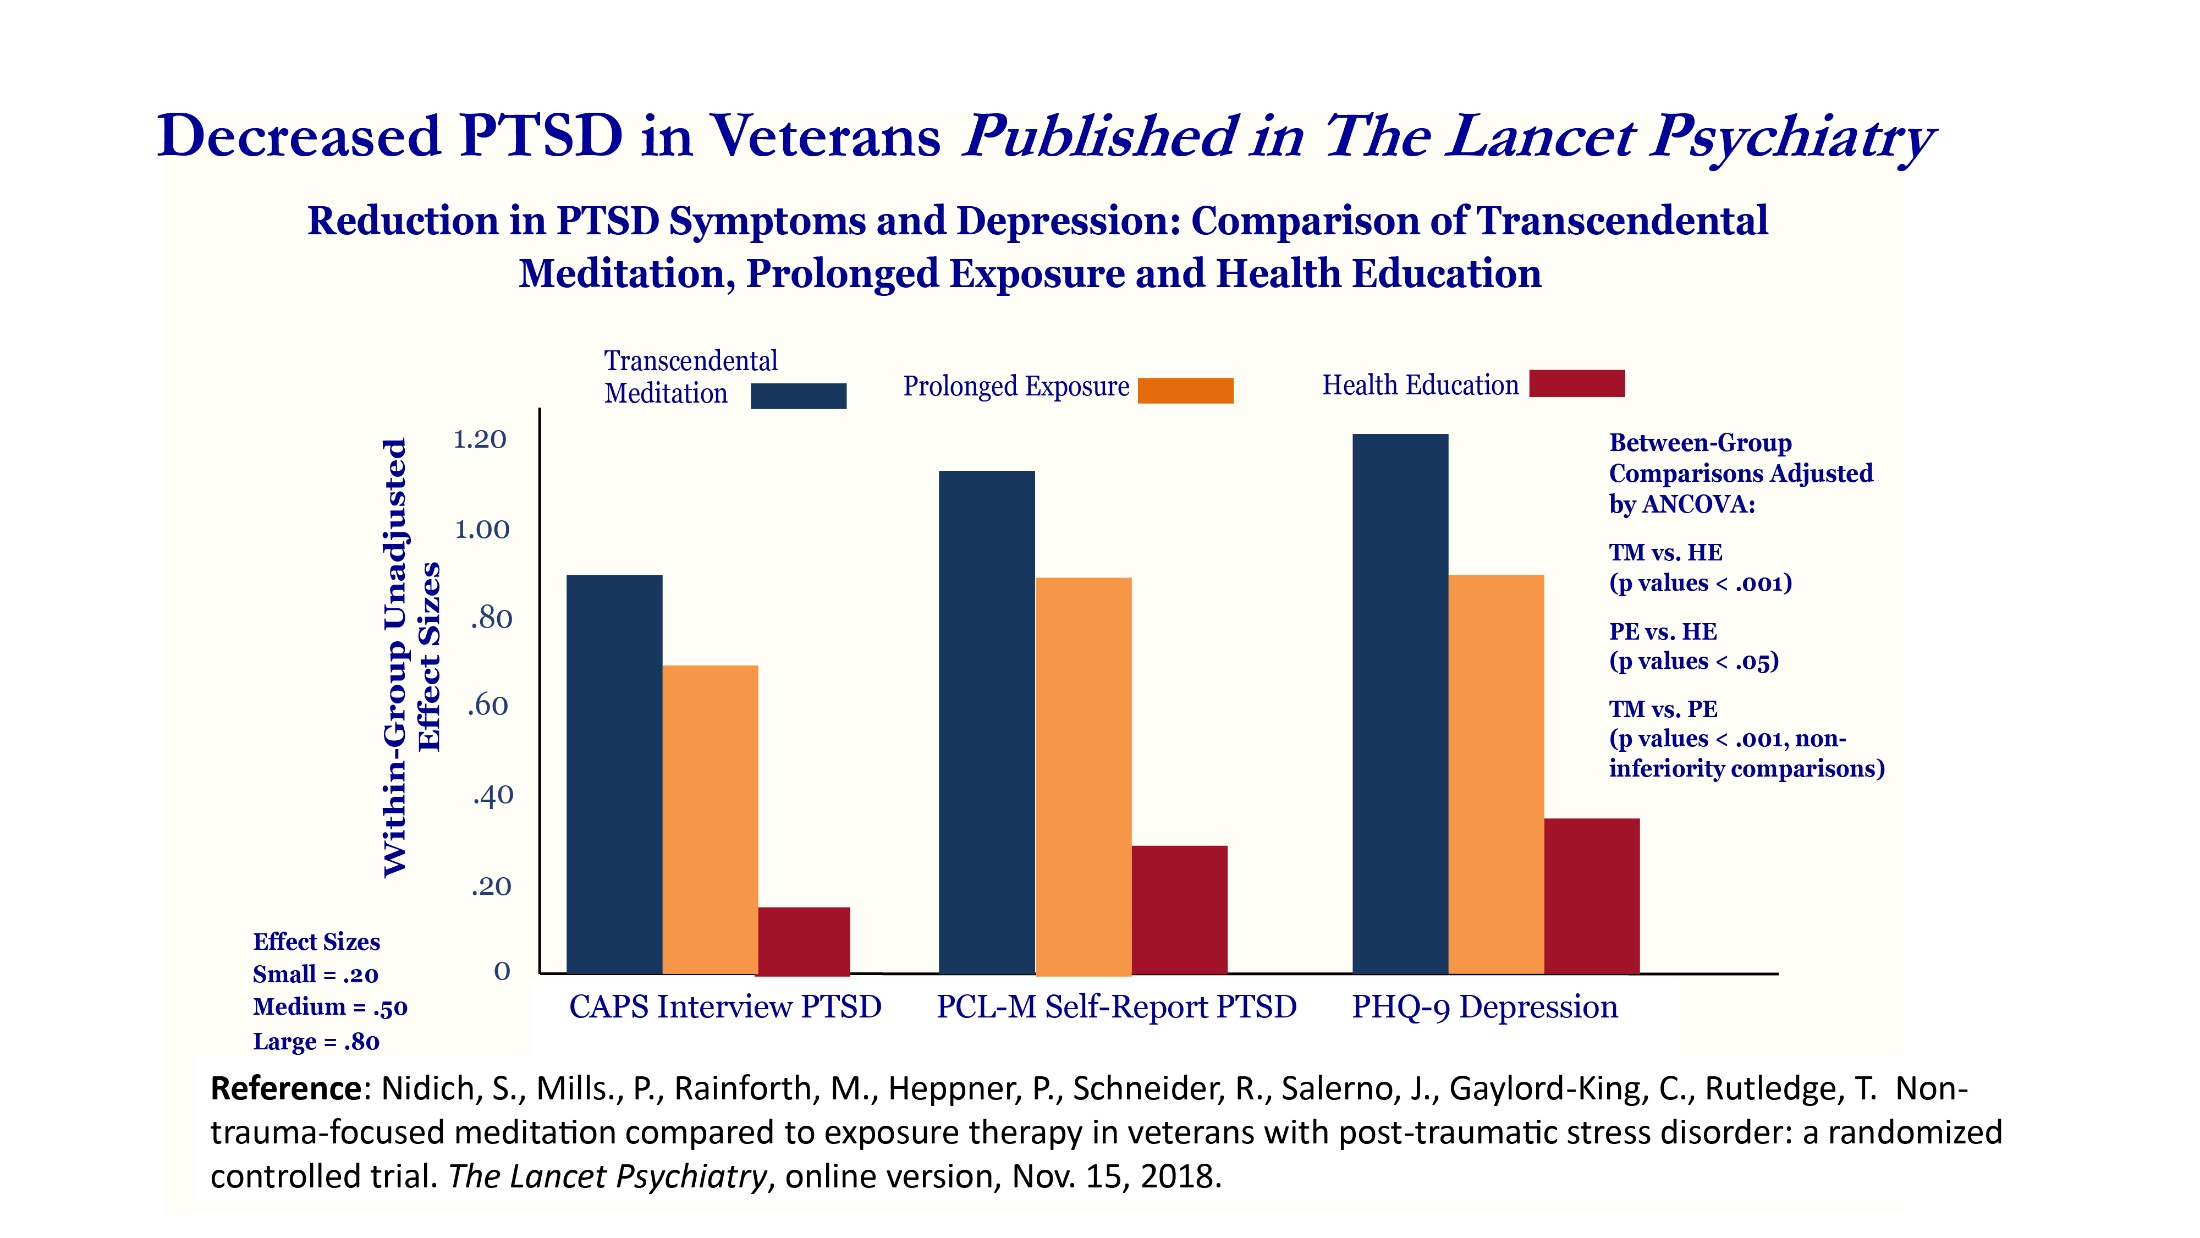 Decreased PTSD in Veterans Published in The Lancet Psychiatry
Reduction in PTSD Symptoms and Depression: Comparison of Transcendental
Meditation, Prolonged Exposure and Health Education
Transcendental
Meditation
Prolonged Exposure
Health Education
Within-Group Unadjusted
Effect Sizes
1.20
1.00
.80
.60
.40
.20
0
Between-Group
Comparisons Adjusted
by ANCOVA:
TM vs. HE
(p values < .001)
PE vs. HE
(p values < .05)
TM vs. PE
(p values < .001, non-
inferiority comparisons)
Effect Sizes
Small = .20
Medium = .50
Large = .80
CAPS Interview PTSD
PCL-M Self-Report PTSD
PHQ-9 Depression
Reference: Nidich, S., Mills., P., Rainforth, M., Heppner, P., Schneider, R., Salerno, J., Gaylord-King, C., Rutledge, T.  Non-
trauma-focused meditation compared to exposure therapy in veterans with post-traumatic stress disorder: a randomized
controlled trial. The Lancet Psychiatry, online version, Nov. 15, 2018.